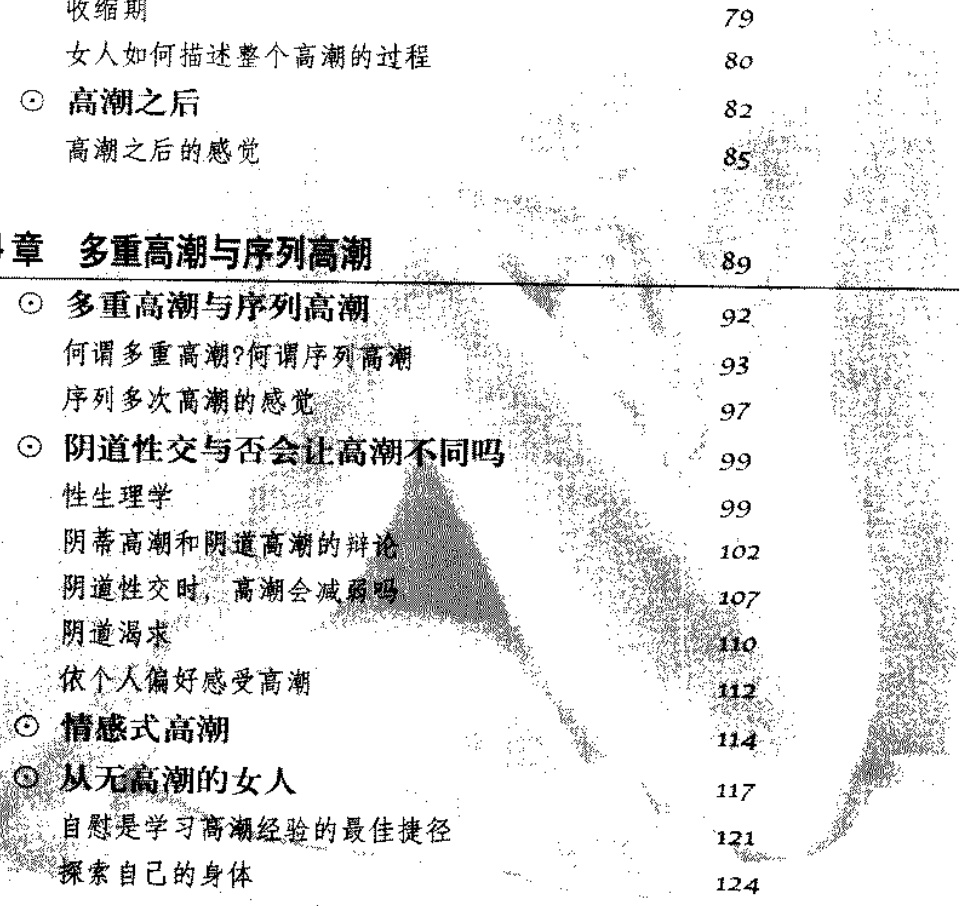 收缩期 79
女人如何描述整个高潮的过程 80
⊙ 高潮之后 82
高潮之后的感觉 85
章 多重高潮与序列高潮 89
⊙ 多重高潮与序列高潮 92
何谓多重高潮?何谓序列高潮 93
序列多次高潮的感觉 97
⊙ 阴道性交与否会让高潮不同吗 99
性生理学 99
阴蒂高潮和阴道高潮的辩论 102
阴道性交时,高潮会减弱吗 107
阴道渴求 110
依个人偏好感受高潮 112
⊙ 情感式高潮 114
⊙ 从无高潮的女人 117
自慰是学习高潮经验的最佳捷径 121
探索自己的身体 124